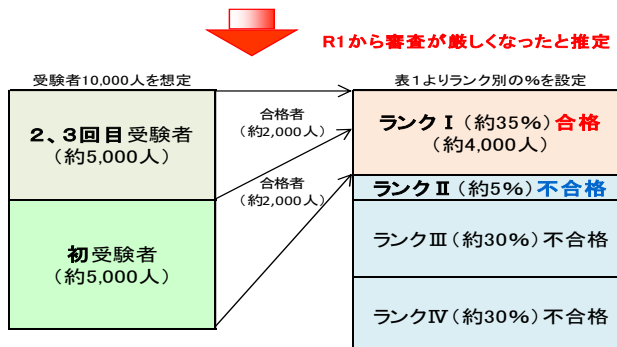 R1から審査が厳しくなったと推定
受験者10,000人を想定
表1よりランク別の%を設定
2、3回目受験者
(約5,000人)
合格者
(約2,000人)
ランクⅠ(約35%)合格
(約4,000人)
合格者
(約2,000人)
ランクⅡ(約5%)不合格
初受験者
(約5,000人)
ランクⅢ(約30%)不合格
ランクⅣ(約30%)不合格